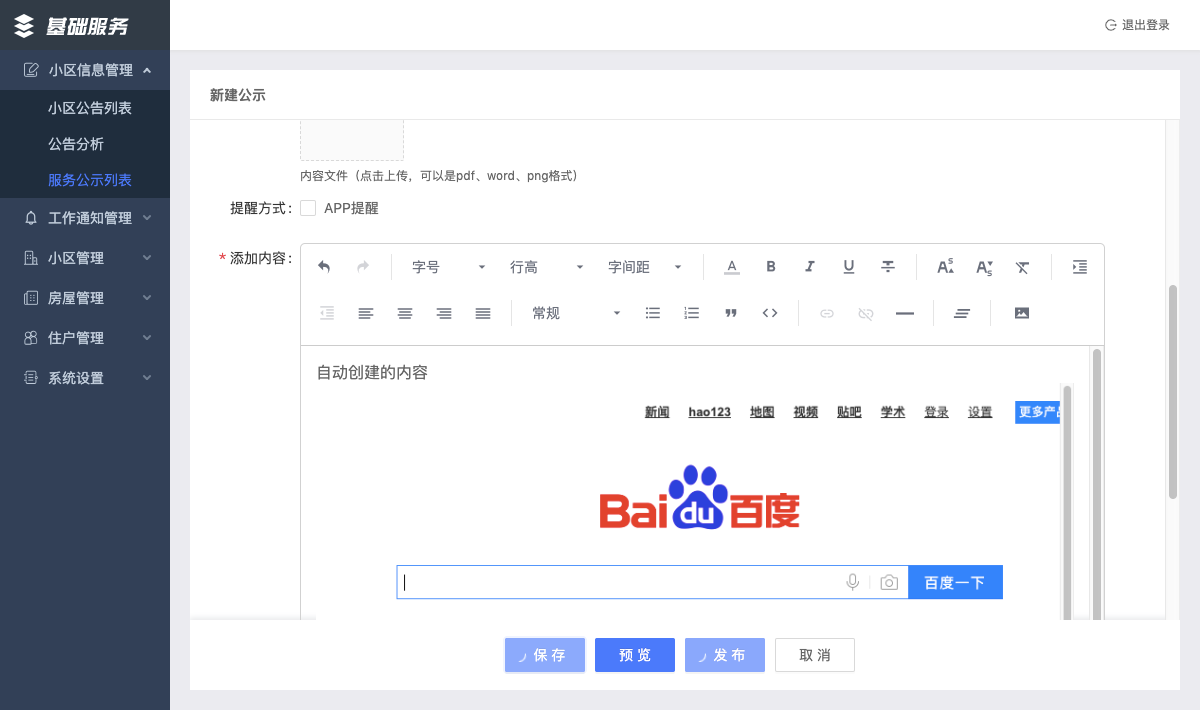 基础服务
退出登录
小区信息管理
小区公告列表
公告分析
服务公示列表
工作通知管理
小区管理
房屋管理
住户管理
系统设置
新建公示
内容文件（点击上传，可以是pdf、word、png格式）
提醒方式： APP提醒
* 添加内容：
字号 行高 字间距
常规
自动创建的内容
新闻 hao123 地图 视频 贴吧 学术 登录 设置 更多产品
Bai du 百度
百度一下
保存 预览 发布 取消